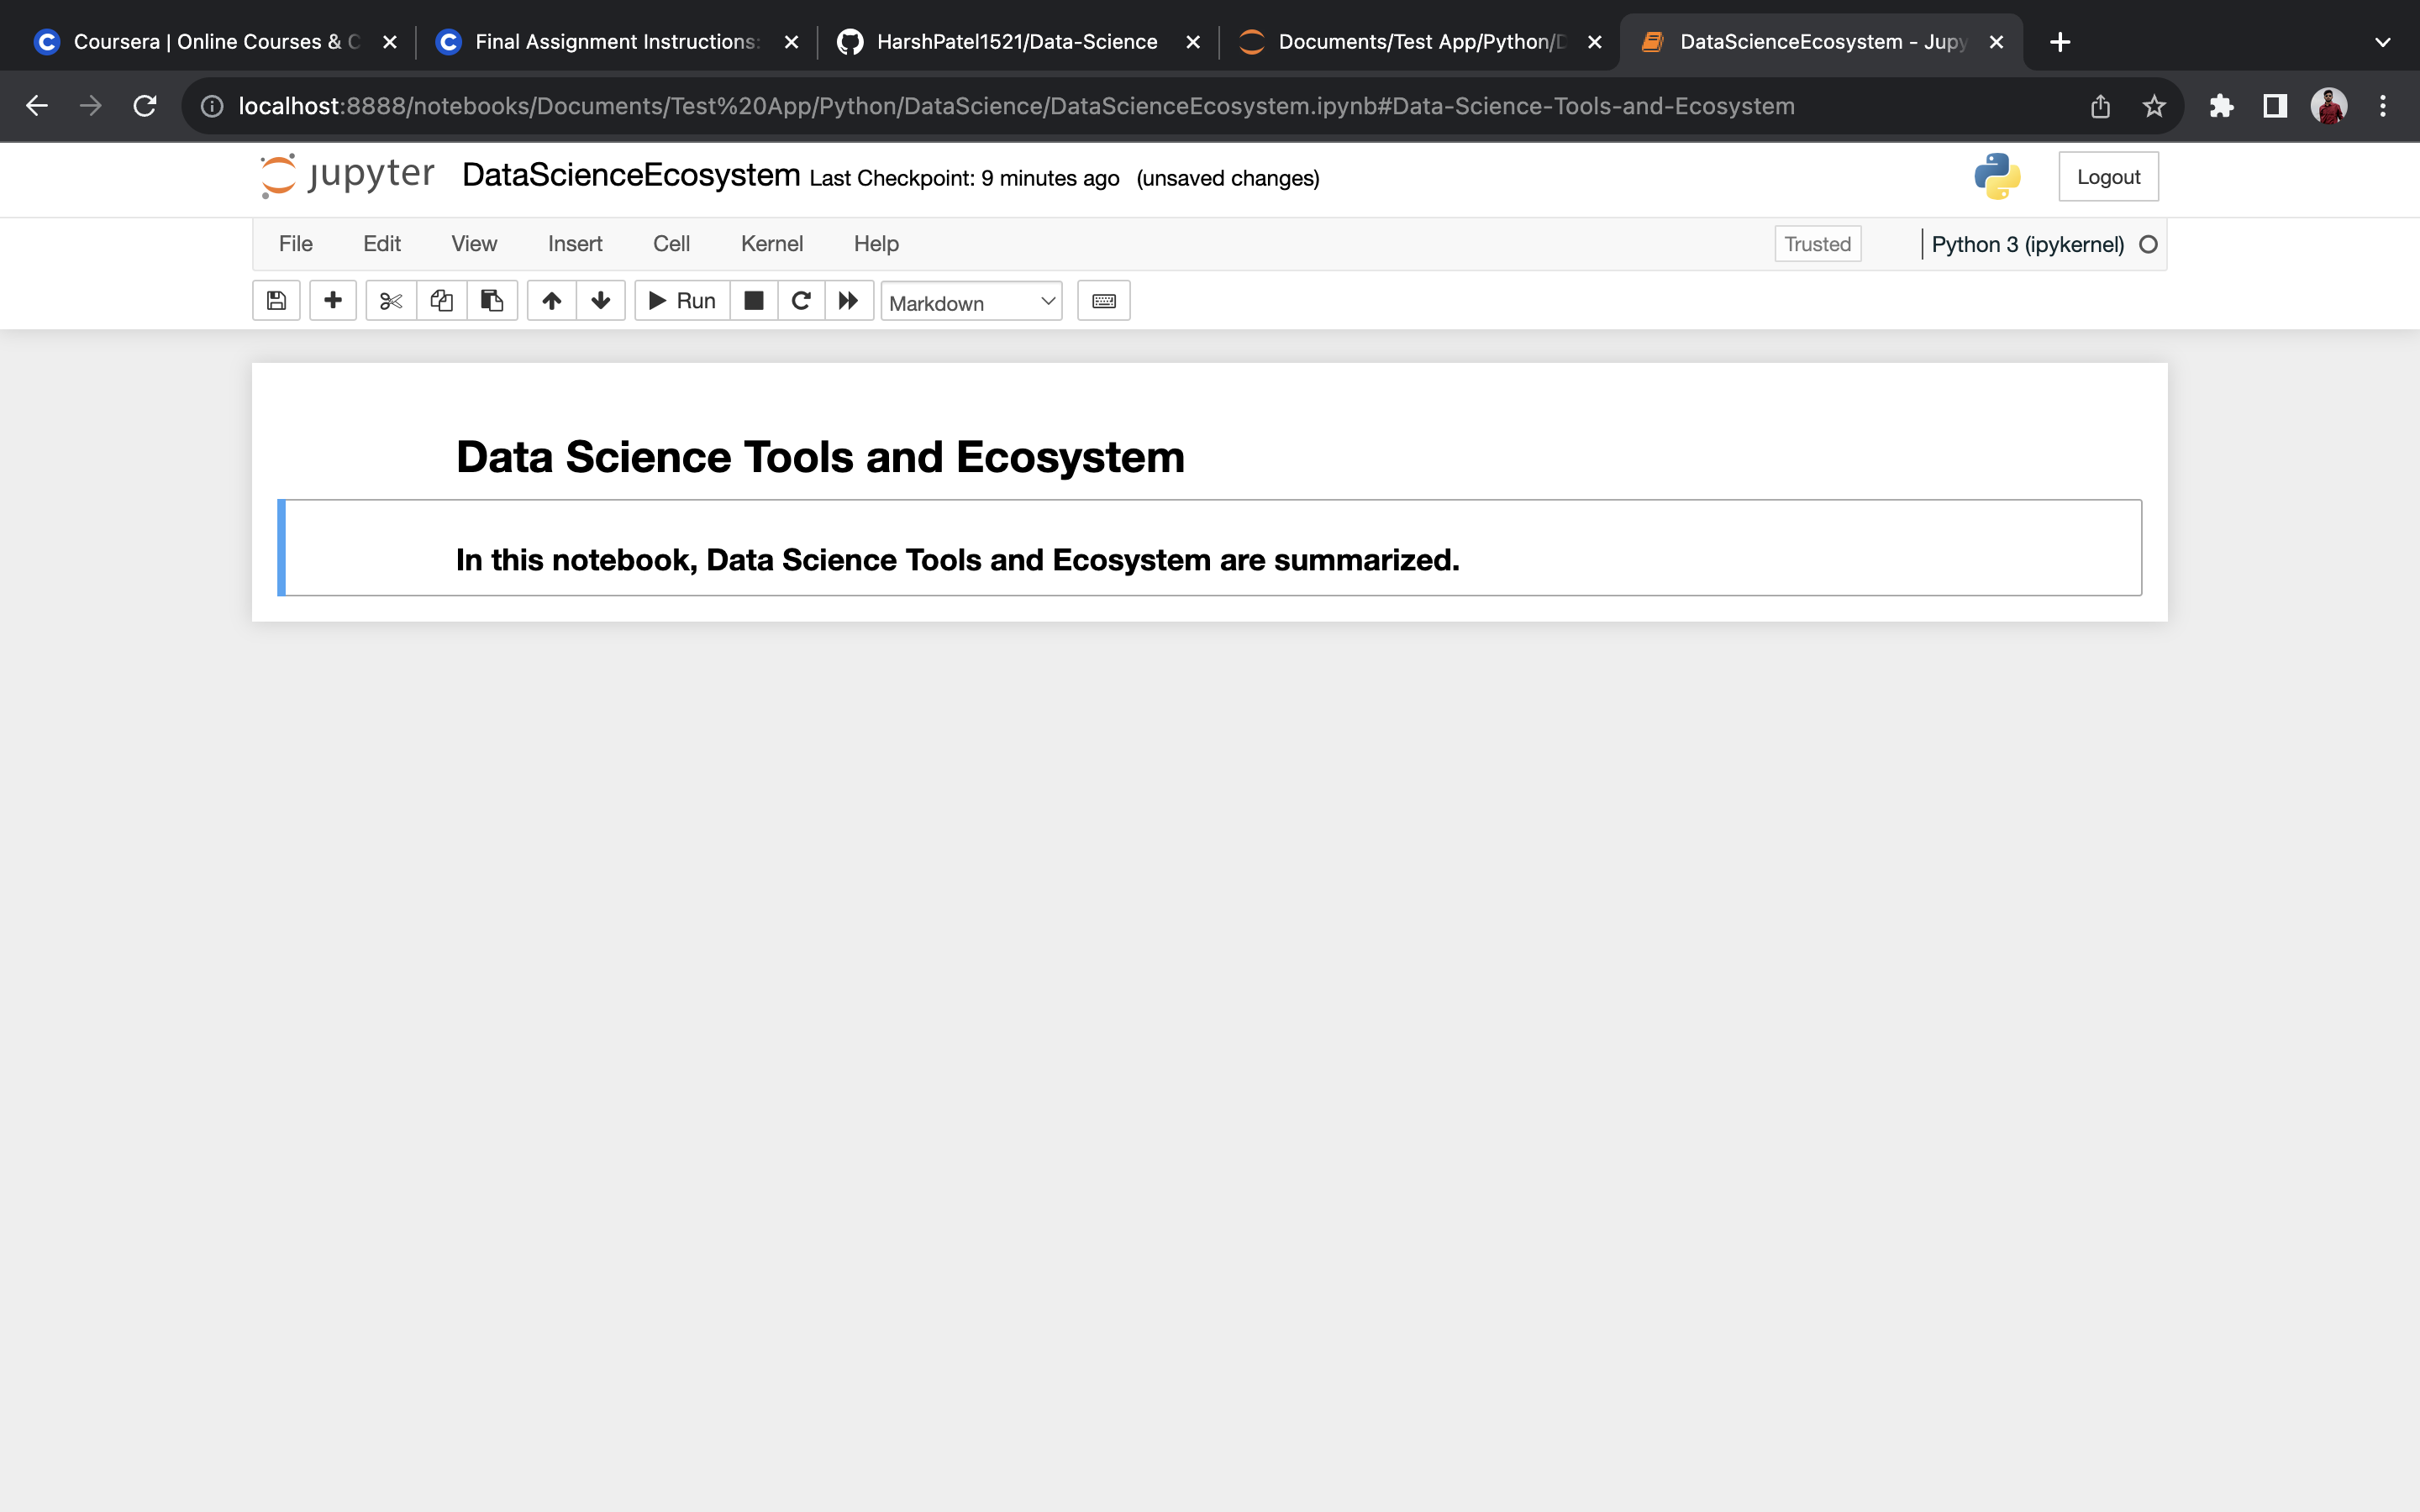 Coursera | Online Courses & C
Final Assignment Instructions:
HarshPatel1521/Data-Science
Documents/Test App/Python/D
DataScienceEcosystem - Jupy
localhost:8888/notebooks/Documents/Test%20App/Python/DataScience/DataScienceEcosystem.ipynb#Data-Science-Tools-and-Ecosystem
jupyter DataScienceEcosystem Last Checkpoint: 9 minutes ago (unsaved changes)
Logout
File Edit View Insert Cell Kernel Help
Trusted
Python 3 (ipykernel)
Run
Markdown
Data Science Tools and Ecosystem
In this notebook, Data Science Tools and Ecosystem are summarized.